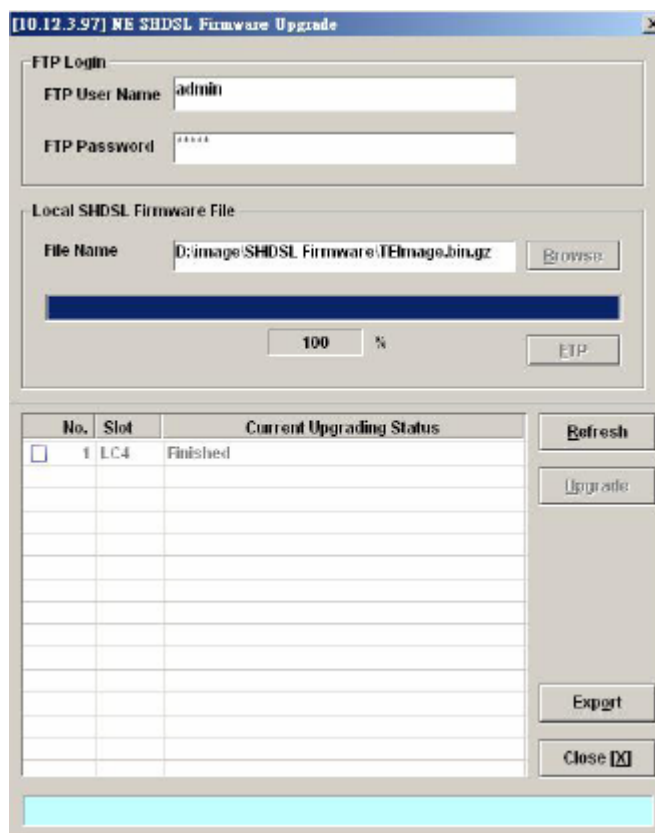 [10.12.3.97] NE SHDSL Firmware Upgrade
FTP Login
FTP User Name admin
FTP Password *****
Local SHDSL Firmware File
File Name D:\image\SHDSL Firmware\TEImage.bin.gz Browse
100 %
FTP
No. Slot Current Upgrading Status
1 LC4 Finished
Refresh
Upgrade
Export
Close [X]